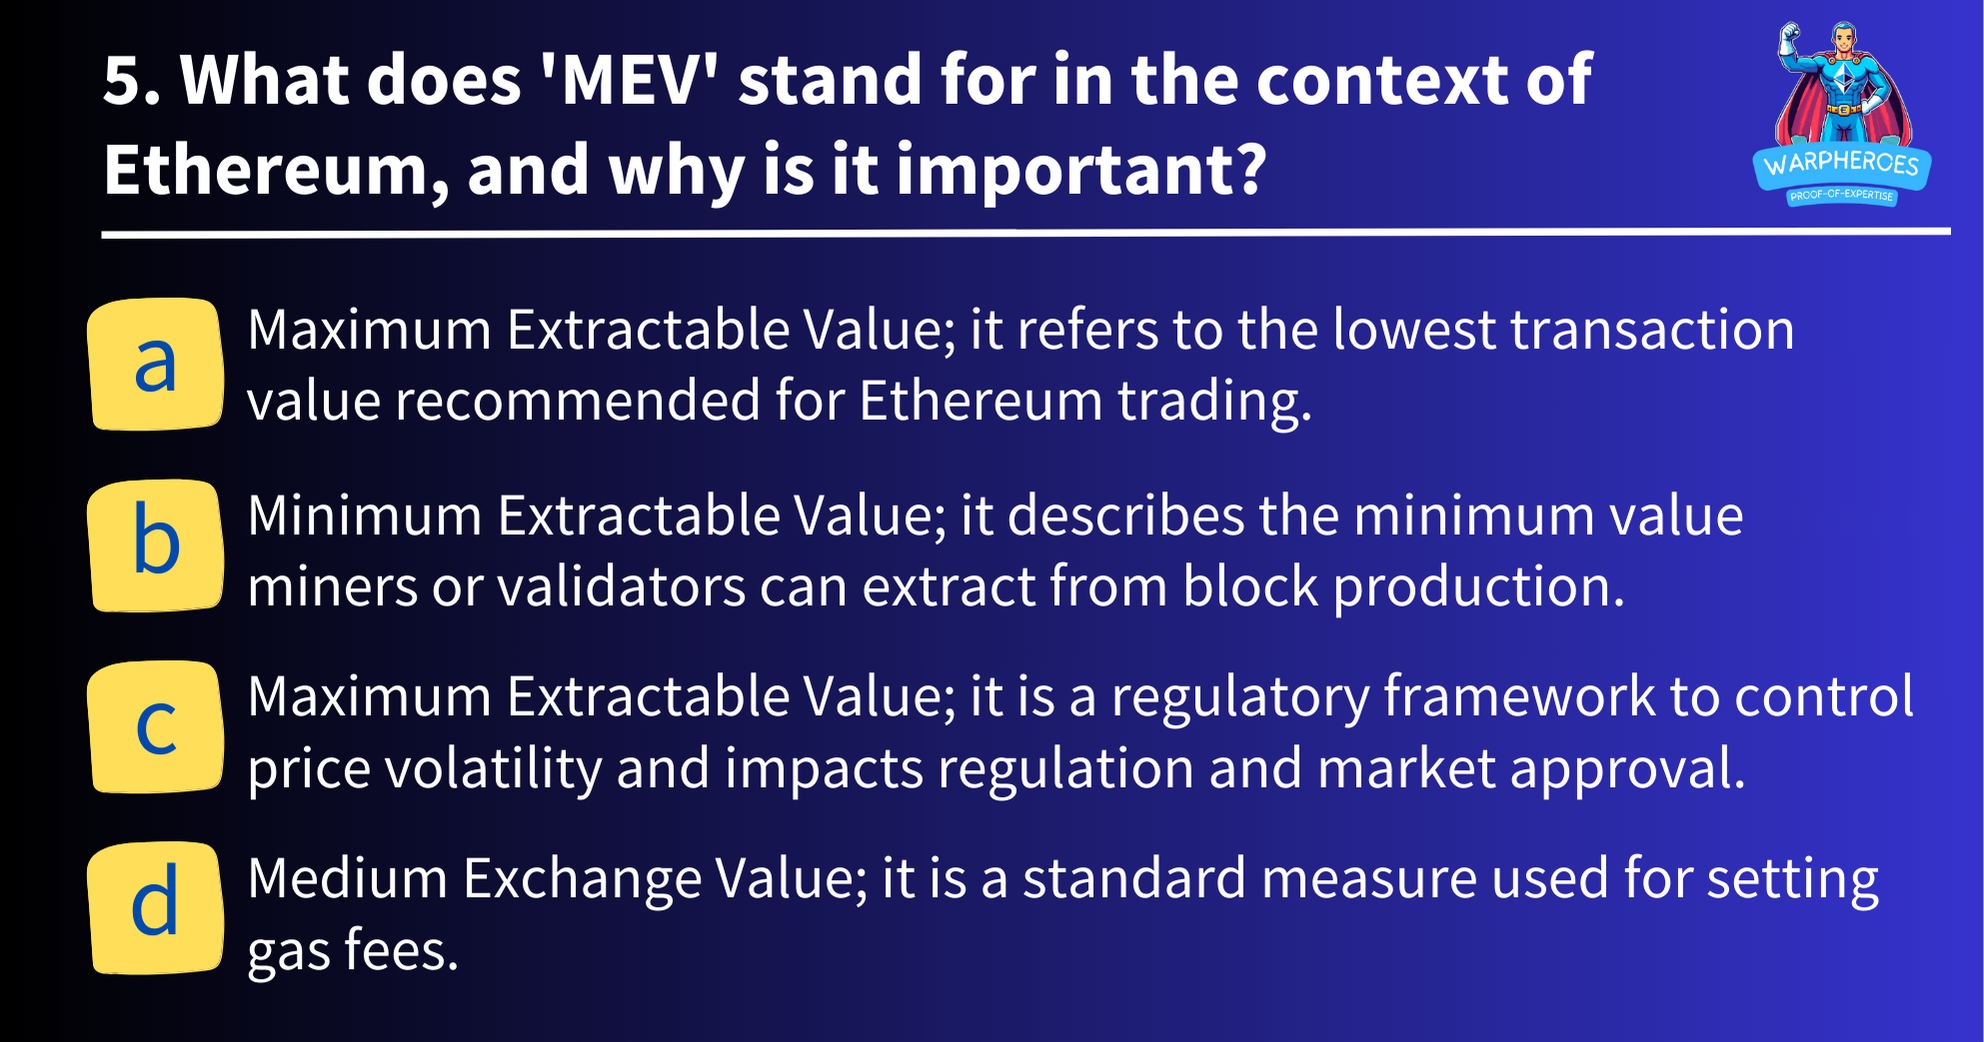 5. What does 'MEV' stand for in the context of
Ethereum, and why is it important?
WARPHEROES
PROOF-OF-EXPERTISE
a
Maximum Extractable Value; it refers to the lowest transaction
value recommended for Ethereum trading.
b
Minimum Extractable Value; it describes the minimum value
miners or validators can extract from block production.
c
Maximum Extractable Value; it is a regulatory framework to control
price volatility and impacts regulation and market approval.
d
Medium Exchange Value; it is a standard measure used for setting
gas fees.